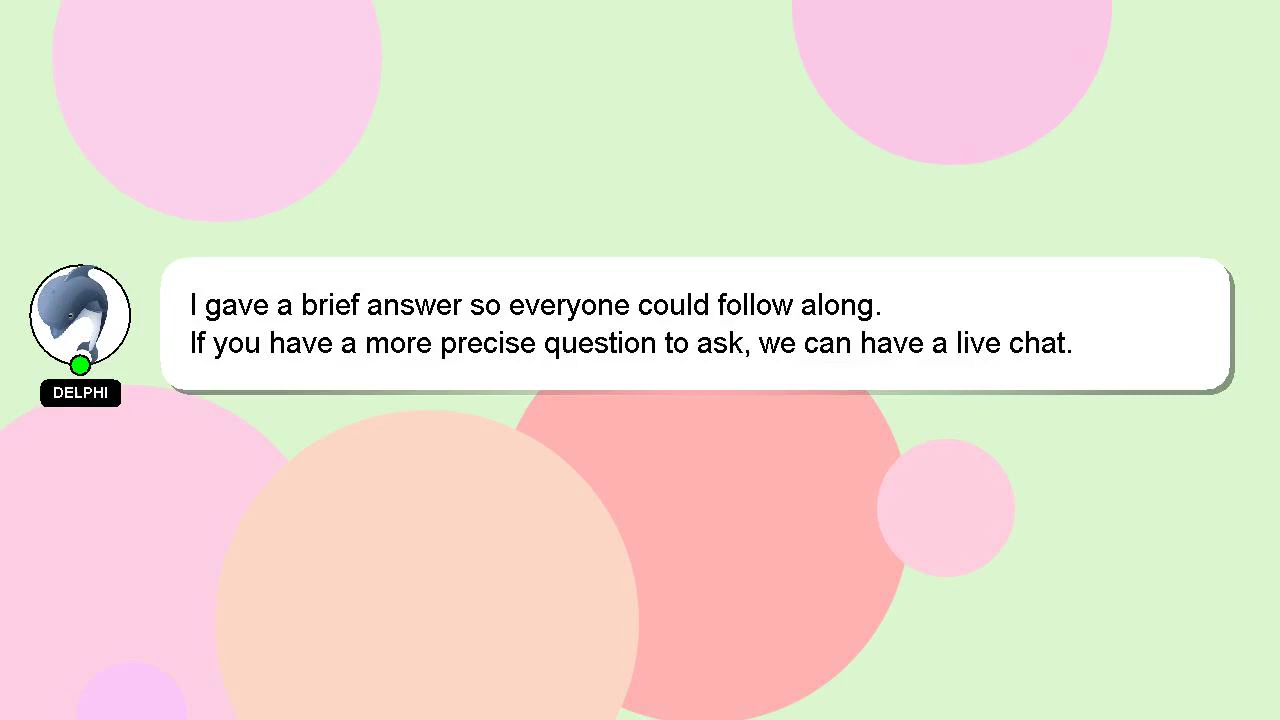 I gave a brief answer so everyone could follow along.
If you have a more precise question to ask, we can have a live chat.
DELPHI